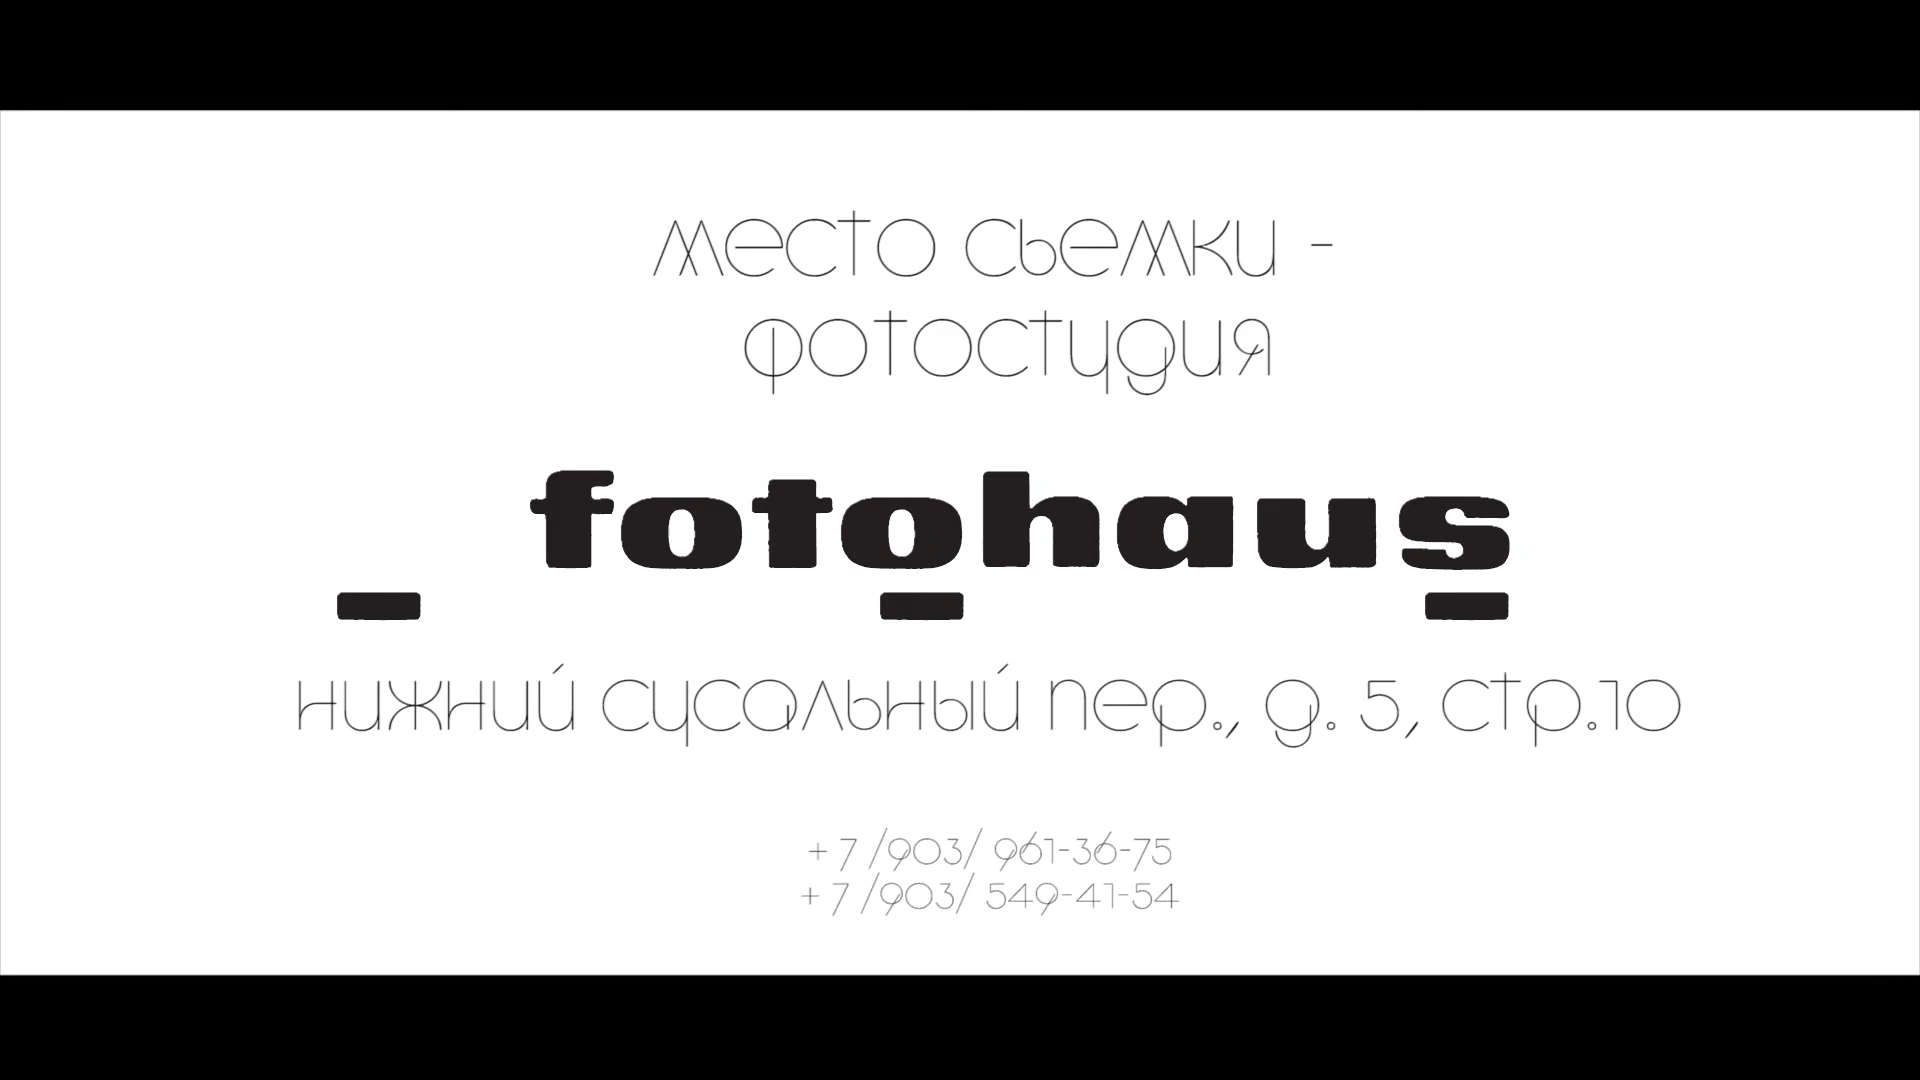 место сьемки -
фотостудия
fotohaus
нижний сусальный пер., д. 5, стр.10
+7 /903/ 961-36-75
+7 /903/ 549-41-54